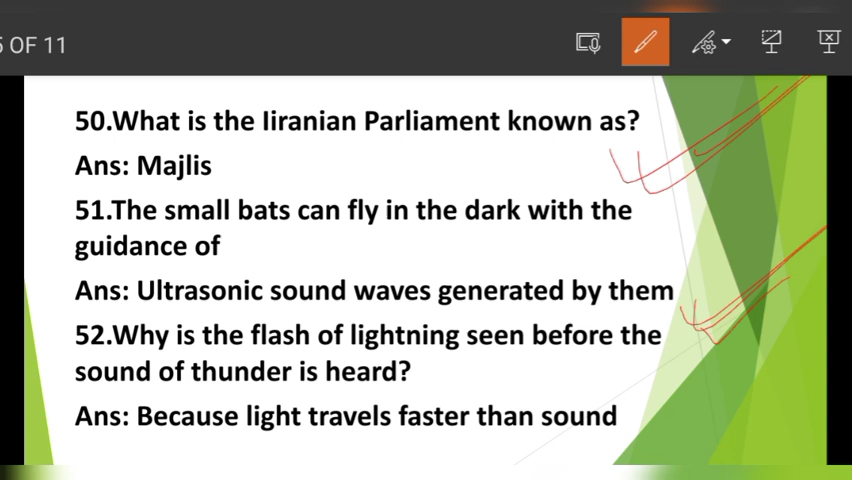 5 OF 11
50.What is the Iiranian Parliament known as?
Ans: Majlis
51.The small bats can fly in the dark with the
guidance of
Ans: Ultrasonic sound waves generated by them
52.Why is the flash of lightning seen before the
sound of thunder is heard?
Ans: Because light travels faster than sound